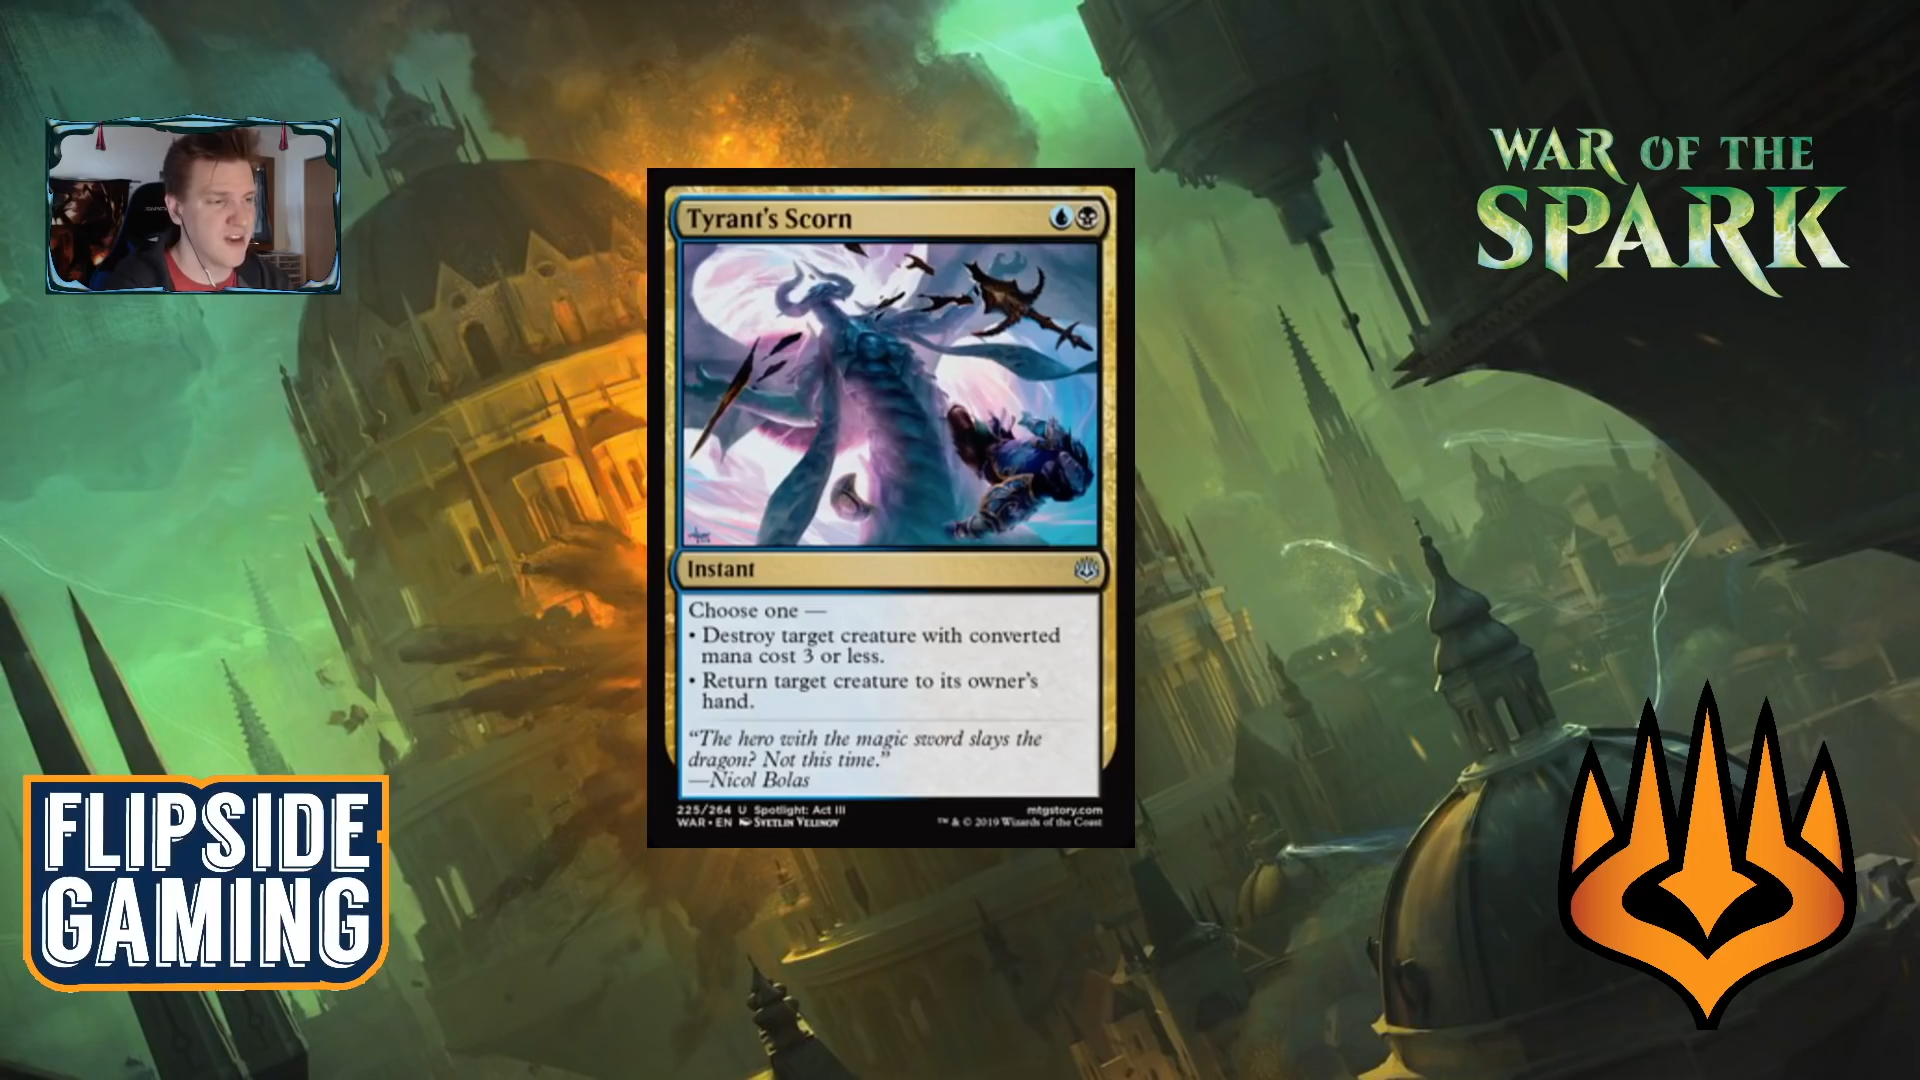 WAR OF THE
SPARK
Tyrant's Scorn
Instant
Choose one —
• Destroy target creature with converted
mana cost 3 or less.
• Return target creature to its owner's
hand.
“The hero with the magic sword slays the
dragon? Not this time.”
—Nicol Bolas
225/264 U Spotlight: Act III
mtgstory.com
WAR • EN SVETLIN VELINOV
™ & © 2019 Wizards of the Coast
FLIPSIDE
GAMING